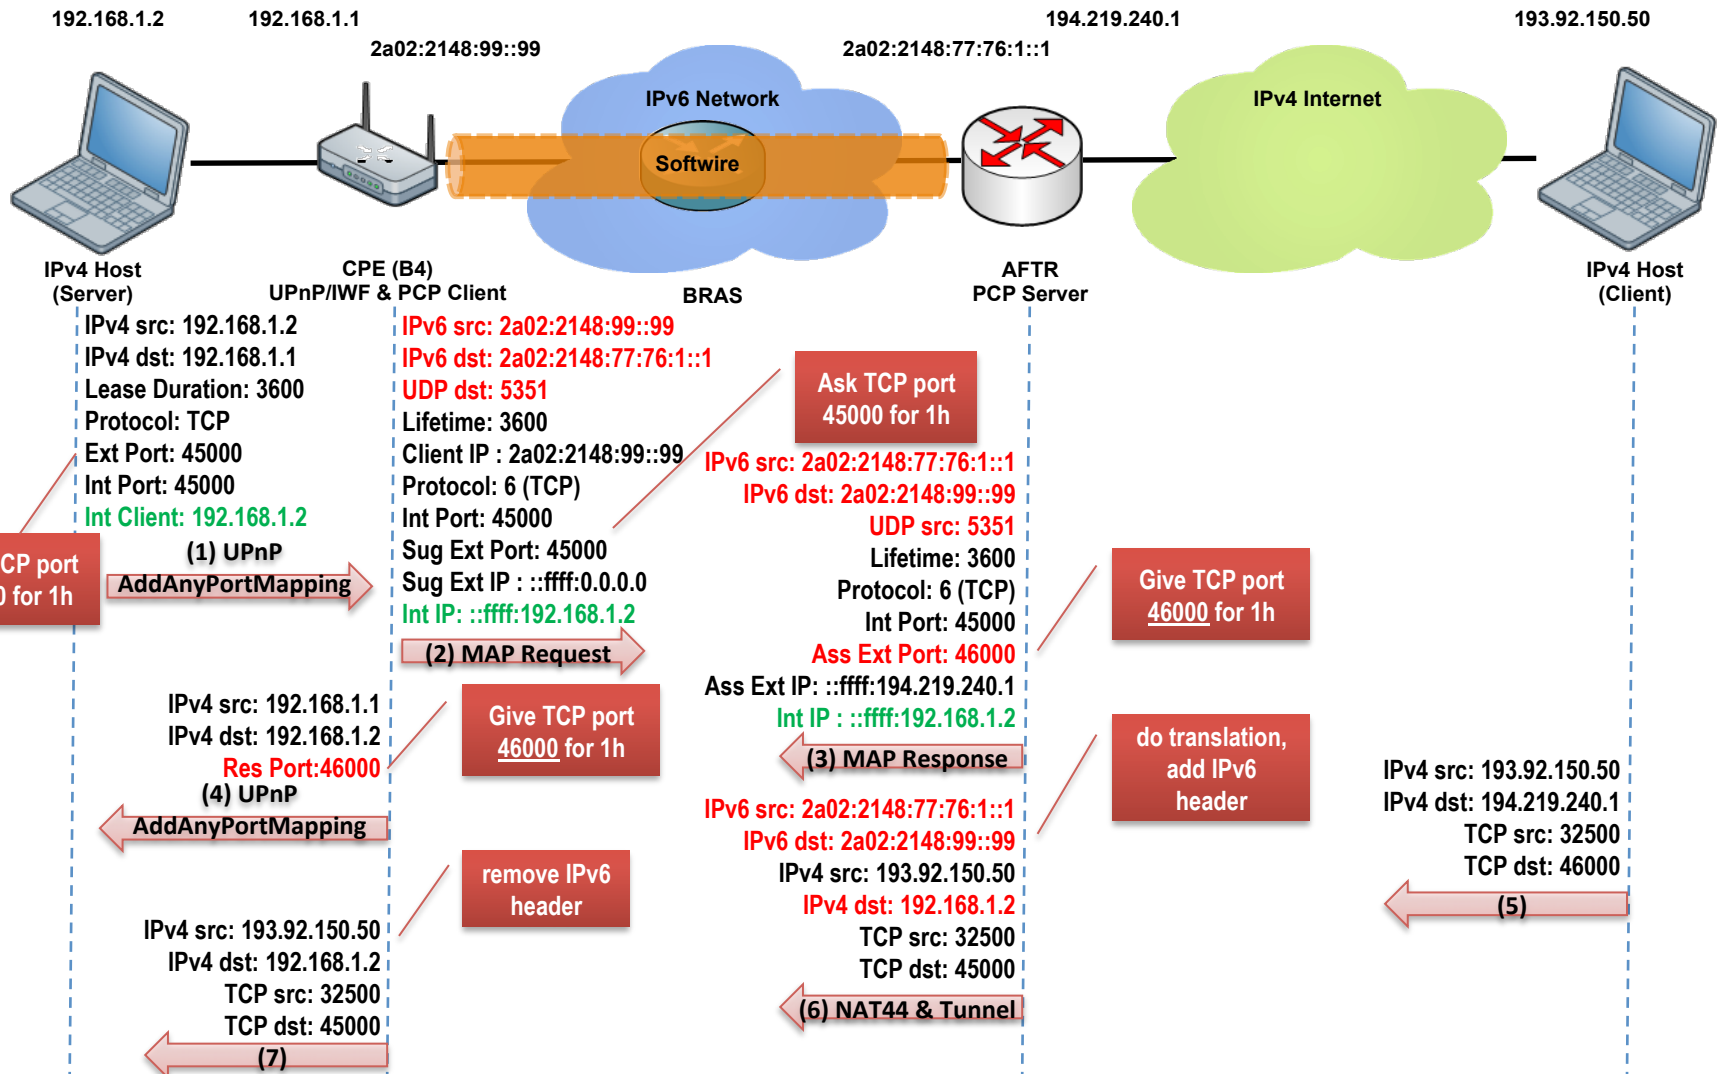 192.168.1.2
192.168.1.1
194.219.240.1
193.92.150.50
2a02:2148:99::99
2a02:2148:77:76:1::1
IPv6 Network
IPv4 Internet
Softwire
IPv4 Host
(Server)
CPE (B4)
UPnP/IWF & PCP Client
BRAS
AFTR
PCP Server
IPv4 Host
(Client)
IPv4 src: 192.168.1.2
IPv4 dst: 192.168.1.1
Lease Duration: 3600
Protocol: TCP
Ext Port: 45000
Int Port: 45000
Int Client: 192.168.1.2
(1) UPnP
AddAnyPortMapping
CP port
0 for 1h
IPv6 src: 2a02:2148:99::99
IPv6 dst: 2a02:2148:77:76:1::1
UDP dst: 5351
Lifetime: 3600
Client IP : 2a02:2148:99::99
Protocol: 6 (TCP)
Int Port: 45000
Sug Ext Port: 45000
Sug Ext IP : ::ffff:0.0.0.0
Int IP: ::ffff:192.168.1.2
(2) MAP Request
Ask TCP port
45000 for 1h
IPv6 src: 2a02:2148:77:76:1::1
IPv6 dst: 2a02:2148:99::99
UDP src: 5351
Lifetime: 3600
Protocol: 6 (TCP)
Int Port: 45000
Ass Ext Port: 46000
Ass Ext IP: ::ffff:194.219.240.1
Int IP : ::ffff:192.168.1.2
(3) MAP Response
Give TCP port
46000 for 1h
IPv4 src: 192.168.1.1
IPv4 dst: 192.168.1.2
Res Port:46000
(4) UPnP
AddAnyPortMapping
Give TCP port
46000 for 1h
IPv4 src: 193.92.150.50
IPv4 dst: 194.219.240.1
TCP src: 32500
TCP dst: 46000
(5)
do translation,
add IPv6
header
IPv6 src: 2a02:2148:77:76:1::1
IPv6 dst: 2a02:2148:99::99
IPv4 src: 193.92.150.50
IPv4 dst: 192.168.1.2
TCP src: 32500
TCP dst: 45000
(6) NAT44 & Tunnel
remove IPv6
header
IPv4 src: 193.92.150.50
IPv4 dst: 192.168.1.2
TCP src: 32500
TCP dst: 45000
(7)